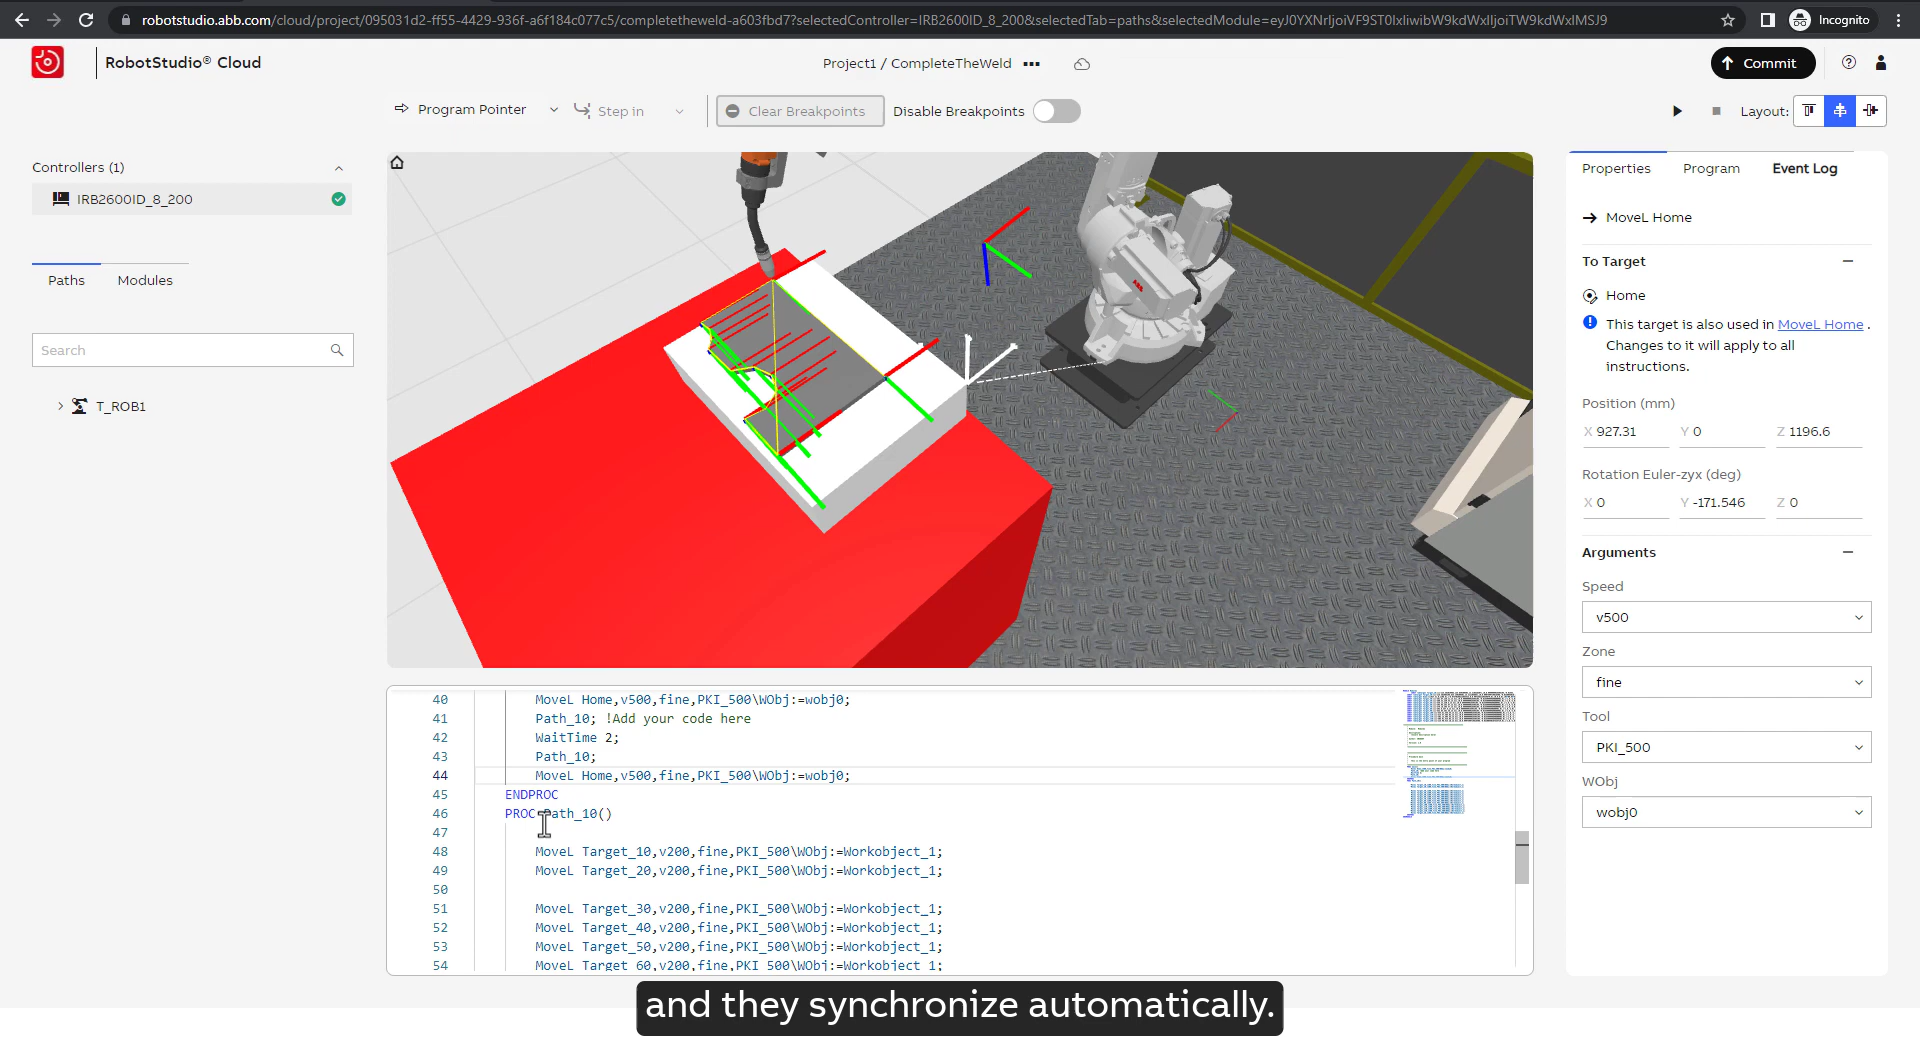 robotstudio.abb.com/cloud/project/095031d2-ff55-4429-936f-a6f184c077c5/completetheweld-a603fbd7?selectedController=IRB2600ID_8_200&selectedTab=paths&selectedModule=eyJ0YXNrIjoiVF9ST0IxIiwibW9kdWxlIjoiTW9kdWxlMSJ9
Incognito
RobotStudio® Cloud
Project1 / CompleteTheWeld •••
Commit
Program Pointer
Step in
Clear Breakpoints
Disable Breakpoints
Layout:
Controllers (1)
IRB2600ID_8_200
Paths
Modules
Search
T_ROB1
ABB
40 MoveL Home,v500,fine,PKI_500\WObj:=wobj0;
41 Path_10; !Add your code here
42 WaitTime 2;
43 Path_10;
44 MoveL Home,v500,fine,PKI_500\WObj:=wobj0;
45 ENDPROC
46 PROC Path_10()
47
48 MoveL Target_10,v200,fine,PKI_500\WObj:=Workobject_1;
49 MoveL Target_20,v200,fine,PKI_500\WObj:=Workobject_1;
50
51 MoveL Target_30,v200,fine,PKI_500\WObj:=Workobject_1;
52 MoveL Target_40,v200,fine,PKI_500\WObj:=Workobject_1;
53 MoveL Target_50,v200,fine,PKI_500\WObj:=Workobject_1;
54 MoveL Target_60,v200,fine,PKI_500\WObj:=Workobject_1;
Properties
Program
Event Log
MoveL Home
To Target
Home
This target is also used in MoveL Home .
Changes to it will apply to all
instructions.
Position (mm)
X 927.31 Y 0 Z 1196.6
Rotation Euler-zyx (deg)
X 0 Y -171.546 Z 0
Arguments
Speed
v500
Zone
fine
Tool
PKI_500
WObj
wobj0
and they synchronize automatically.